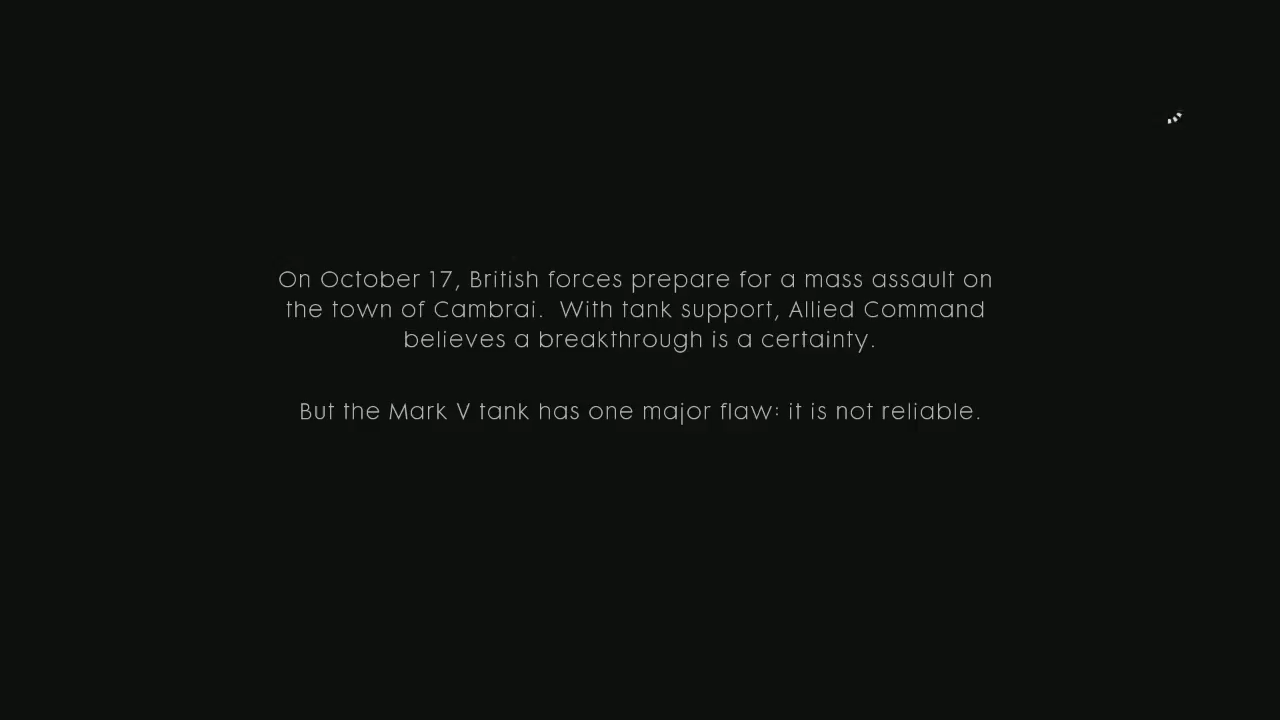 On October 17, British forces prepare for a mass assault on
the town of Cambrai.  With tank support, Allied Command
believes a breakthrough is a certainty.
But the Mark V tank has one major flaw: it is not reliable.